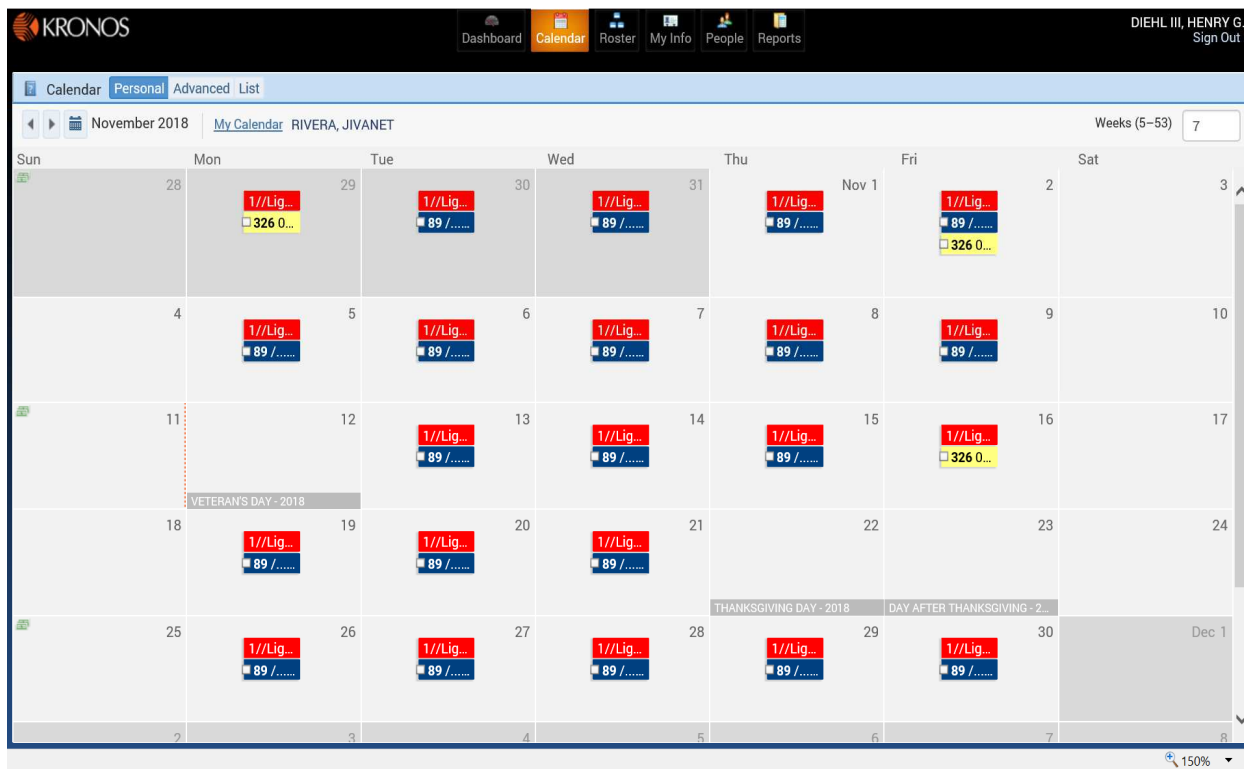 KRONOS
Dashboard Calendar Roster My Info People Reports
DIEHL III, HENRY G.
Sign Out
Calendar Personal Advanced List
November 2018 My Calendar RIVERA, JIVANET Weeks (5–53) 7
Sun Mon Tue Wed Thu Fri Sat
28 29 30 31 Nov 1 2 3
1//Lig... 1//Lig... 1//Lig... 1//Lig... 1//Lig...
326 0... 89 /...... 89 /...... 89 /...... 89 /......
326 0...
4 5 6 7 8 9 10
1//Lig... 1//Lig... 1//Lig... 1//Lig... 1//Lig...
89 /...... 89 /...... 89 /...... 89 /...... 89 /......
11 12 13 14 15 16 17
1//Lig... 1//Lig... 1//Lig... 1//Lig...
89 /...... 89 /...... 89 /...... 326 0...
VETERAN'S DAY - 2018
18 19 20 21 22 23 24
1//Lig... 1//Lig... 1//Lig...
89 /...... 89 /...... 89 /......
THANKSGIVING DAY - 2018 DAY AFTER THANKSGIVING - 2...
25 26 27 28 29 30 Dec 1
1//Lig... 1//Lig... 1//Lig... 1//Lig... 1//Lig...
89 /...... 89 /...... 89 /...... 89 /...... 89 /......
2 3 4 5 6 7 8
150%